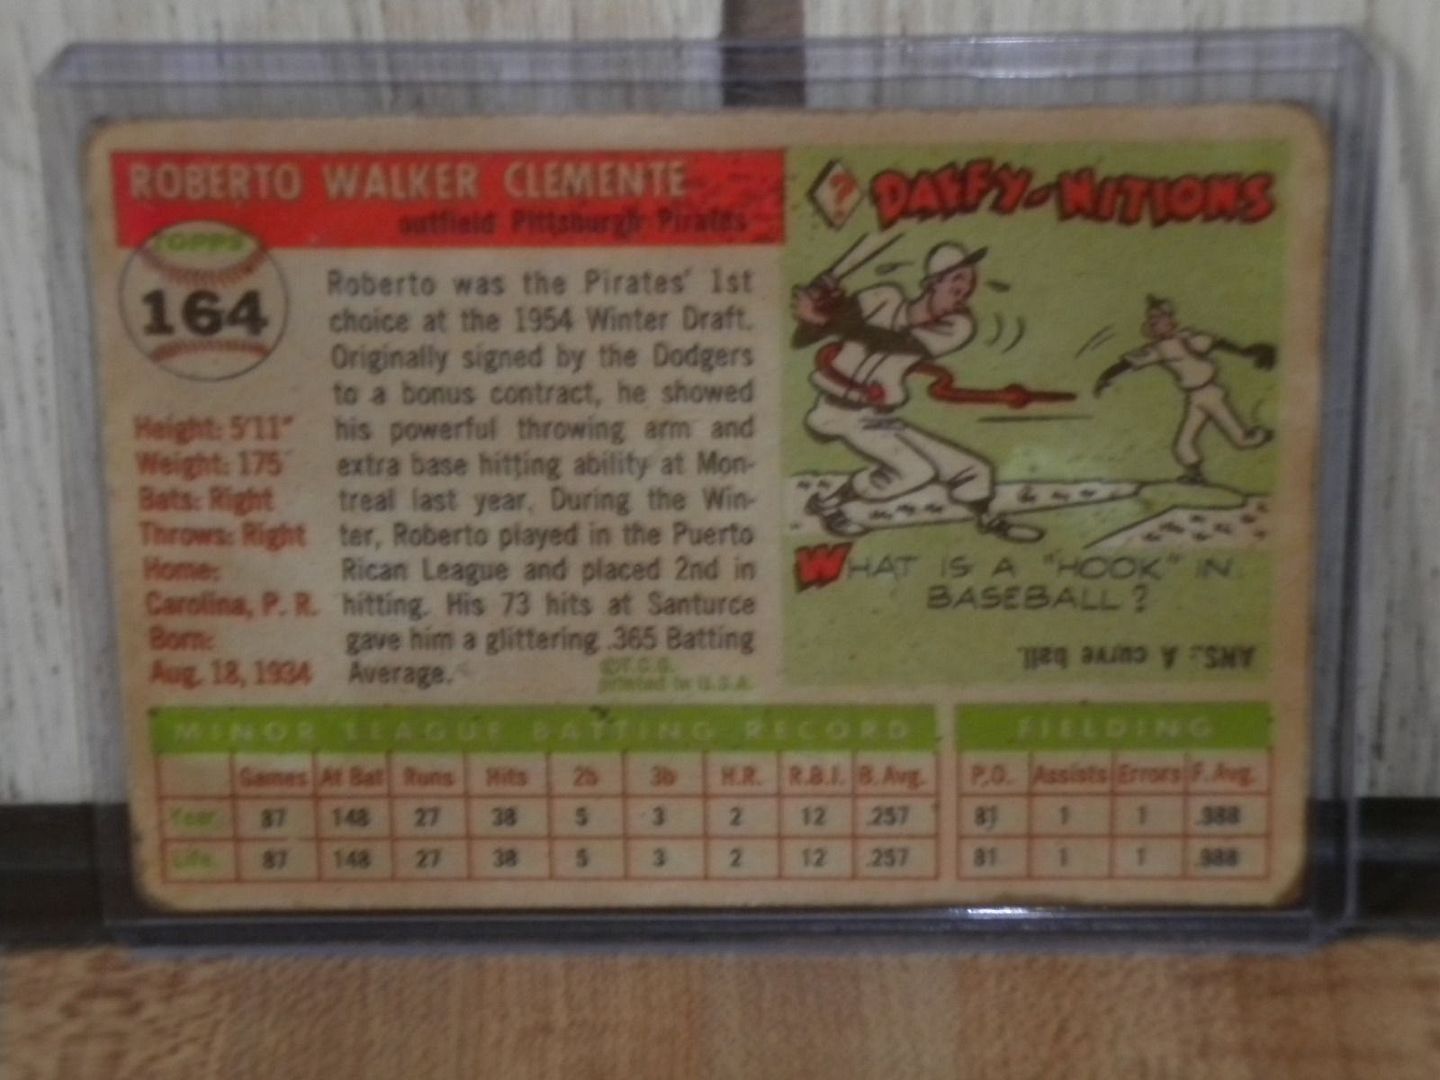 ROBERTO WALKER CLEMENTE
outfield Pittsburgh Pirates
TOPPS
164
Height: 5'11"
Weight: 175
Bats: Right
Throws: Right
Home:
Carolina, P. R.
Born:
Aug. 18, 1934
Roberto was the Pirates' 1st
choice at the 1954 Winter Draft.
Originally signed by the Dodgers
to a bonus contract, he showed
his powerful throwing arm and
extra base hitting ability at Mon-
treal last year. During the Win-
ter, Roberto played in the Puerto
Rican League and placed 2nd in
hitting. His 73 hits at Santurce
gave him a glittering .365 Batting
Average.
©T.C.G.
printed in U.S.A.
? DAFFY-NITIONS
WHAT IS A "HOOK" IN
BASEBALL?
ANS.: A curve ball.
MINOR LEAGUE BATTING RECORD
Games At Bat Runs Hits 2b 3b H.R. R.B.I. B. Avg.
Year 87 148 27 38 5 3 2 12 .257
Life 87 148 27 38 5 3 2 12 .257
FIELDING
P.O. Assists Errors F. Avg.
81 1 1 .988
81 1 1 .988